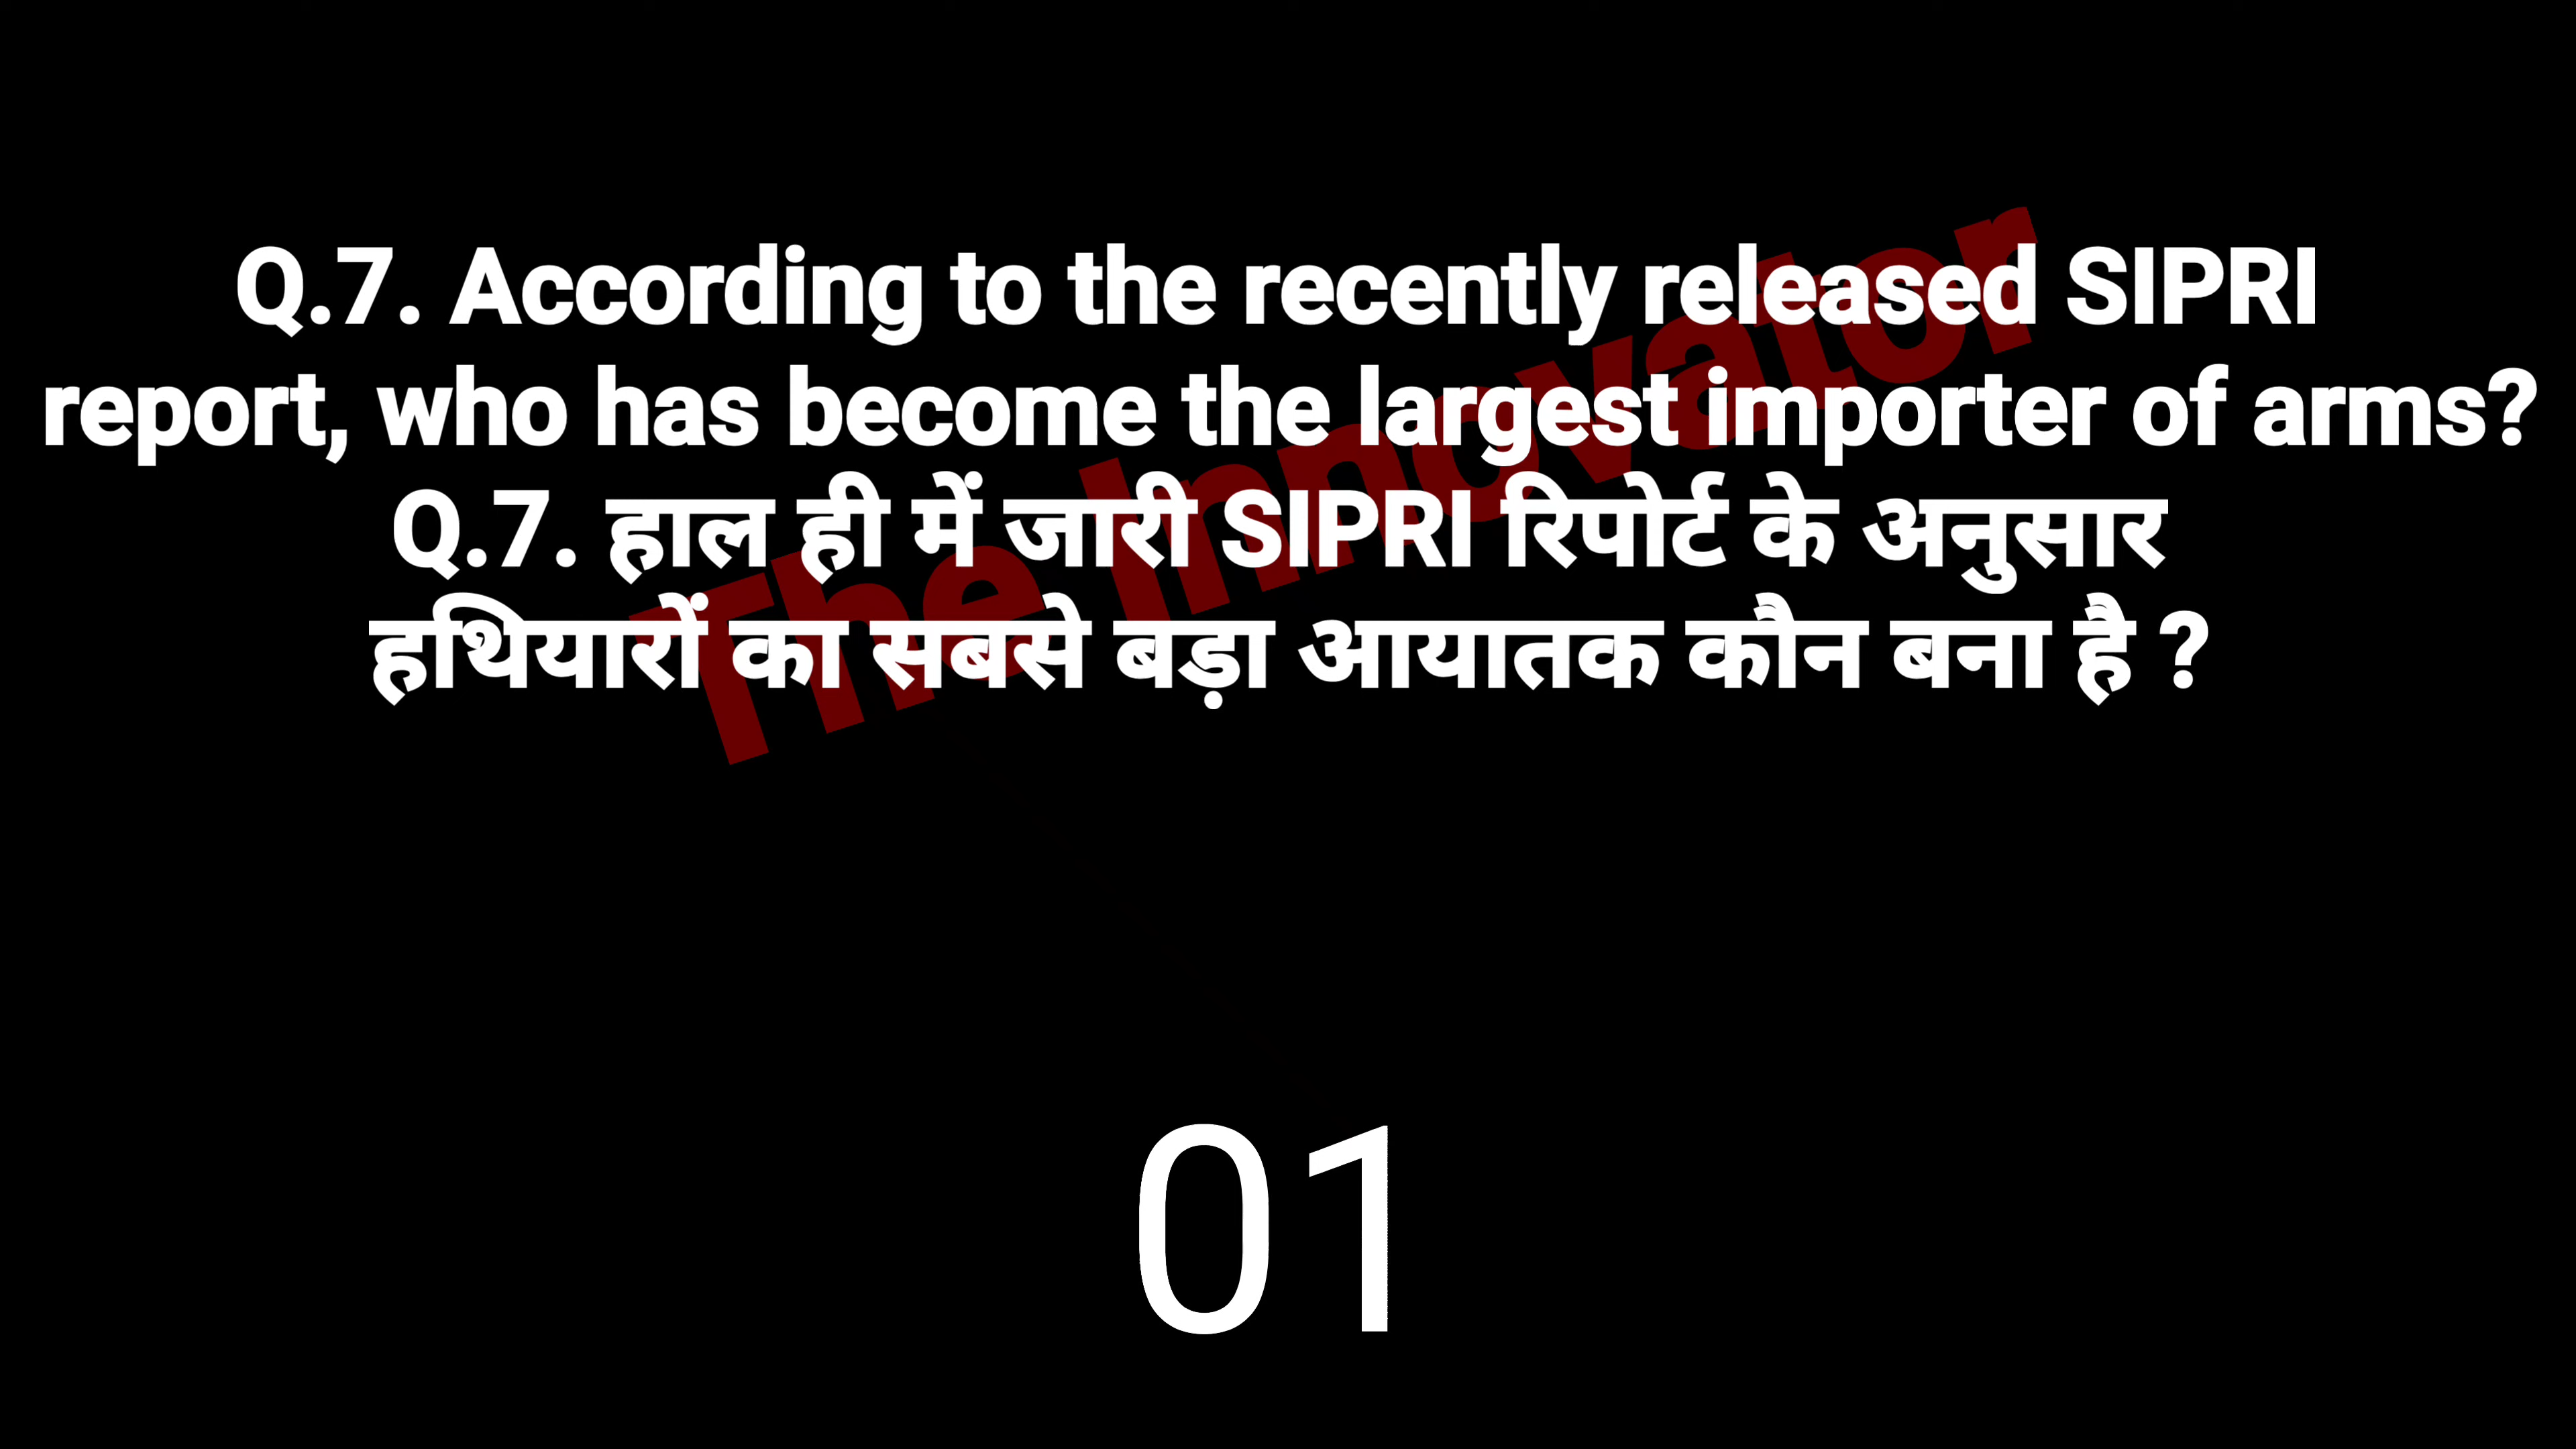 Q.7. According to the recently released SIPRI
report, who has become the largest importer of arms?
Q.7. हाल ही में जारी SIPRI रिपोर्ट के अनुसार
हथियारों का सबसे बड़ा आयातक कौन बना है ?
The Innovator
01